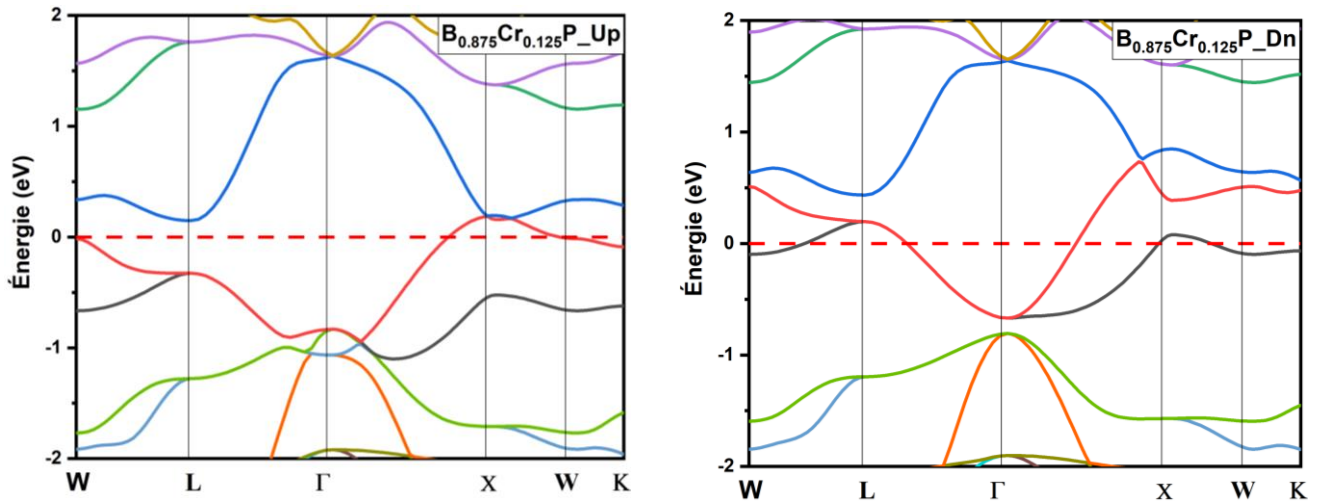 B0.875Cr0.125P_Up
Énergie (eV)
2
1
0
-1
-2
W L Γ X W K
B0.875Cr0.125P_Dn
Énergie (eV)
2
1
0
-1
-2
W L Γ X W K